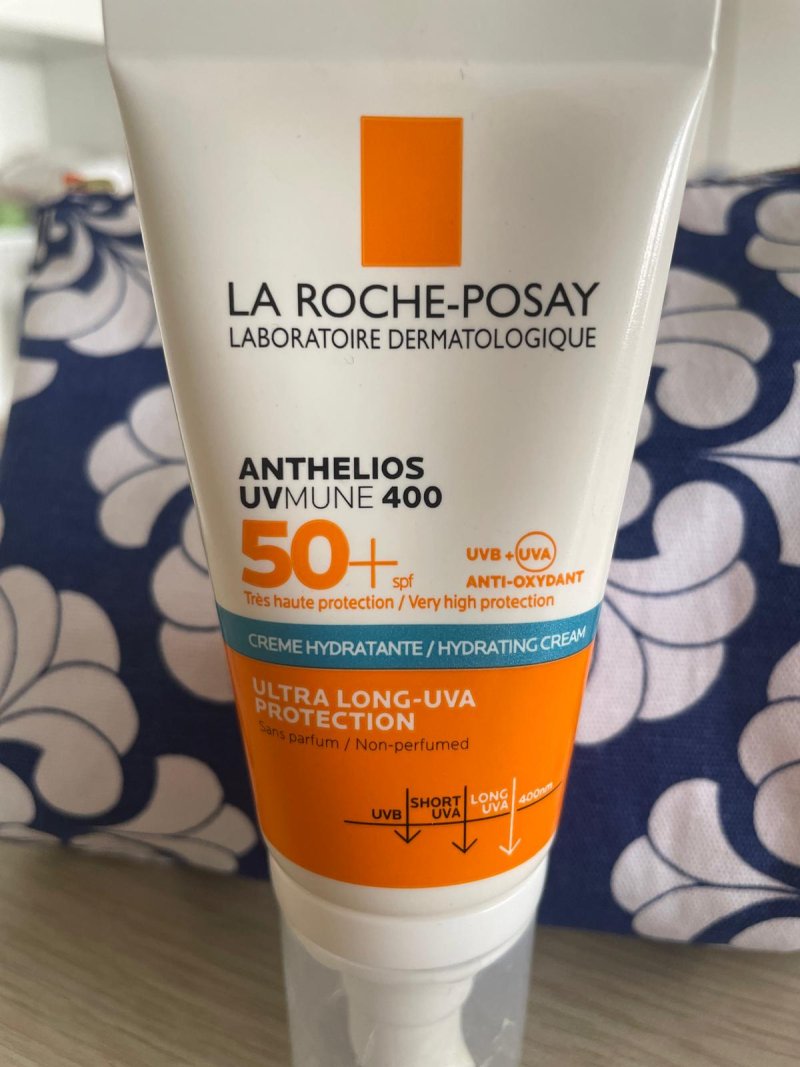 LA ROCHE-POSAY
LABORATOIRE DERMATOLOGIQUE
ANTHELIOS
UVMUNE 400
50+ spf
UVB + UVA
ANTI-OXYDANT
Très haute protection / Very high protection
CREME HYDRATANTE / HYDRATING CREAM
ULTRA LONG-UVA
PROTECTION
Sans parfum / Non-perfumed
UVB
SHORT
UVA
LONG
UVA
400nm